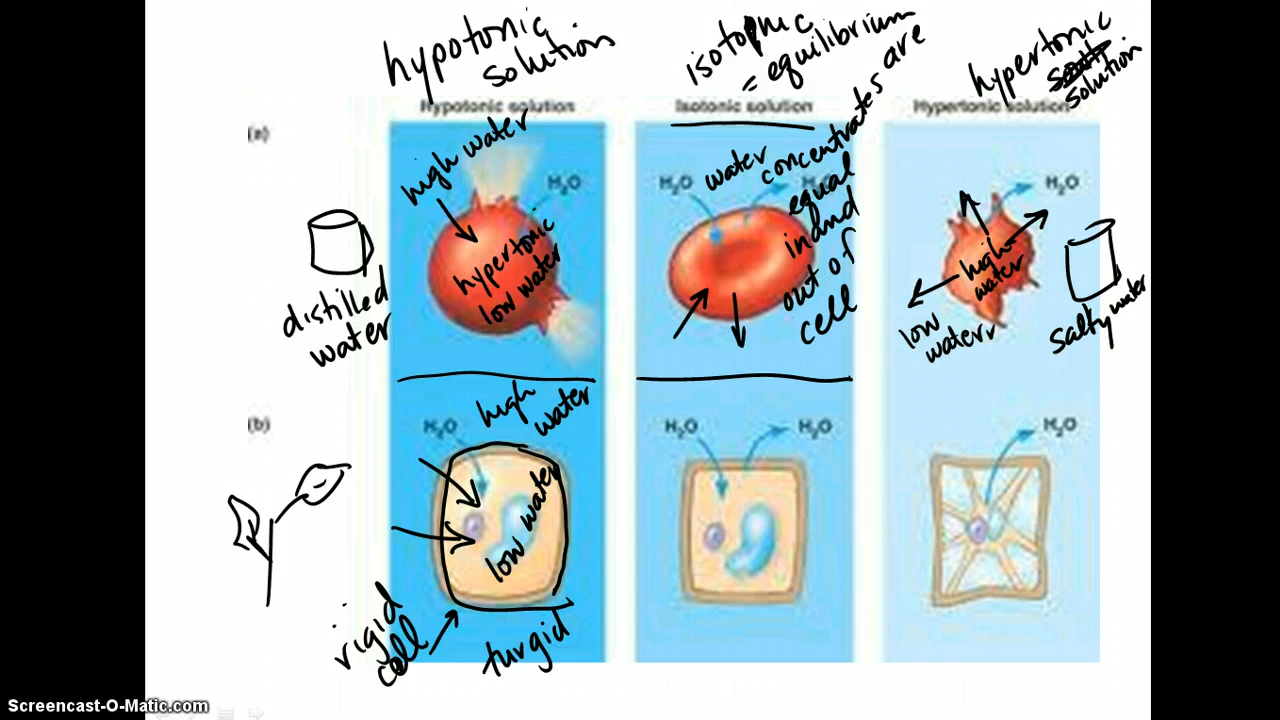 hypotonic
solution
isotonic
= equilibrium
hypertonic
solution
Hypotonic solution
Isotonic solution
Hypertonic solution
(a)
high water
H₂O
hypertonic
low water
distilled
water
H₂O
water
concentrates are
equal
in and
out of
cell
H₂O
high
water
low
water
salty water
(b)
high
water
H₂O
low water
rigid
cell
turgid
H₂O
H₂O
H₂O
Screencast-O-Matic.com